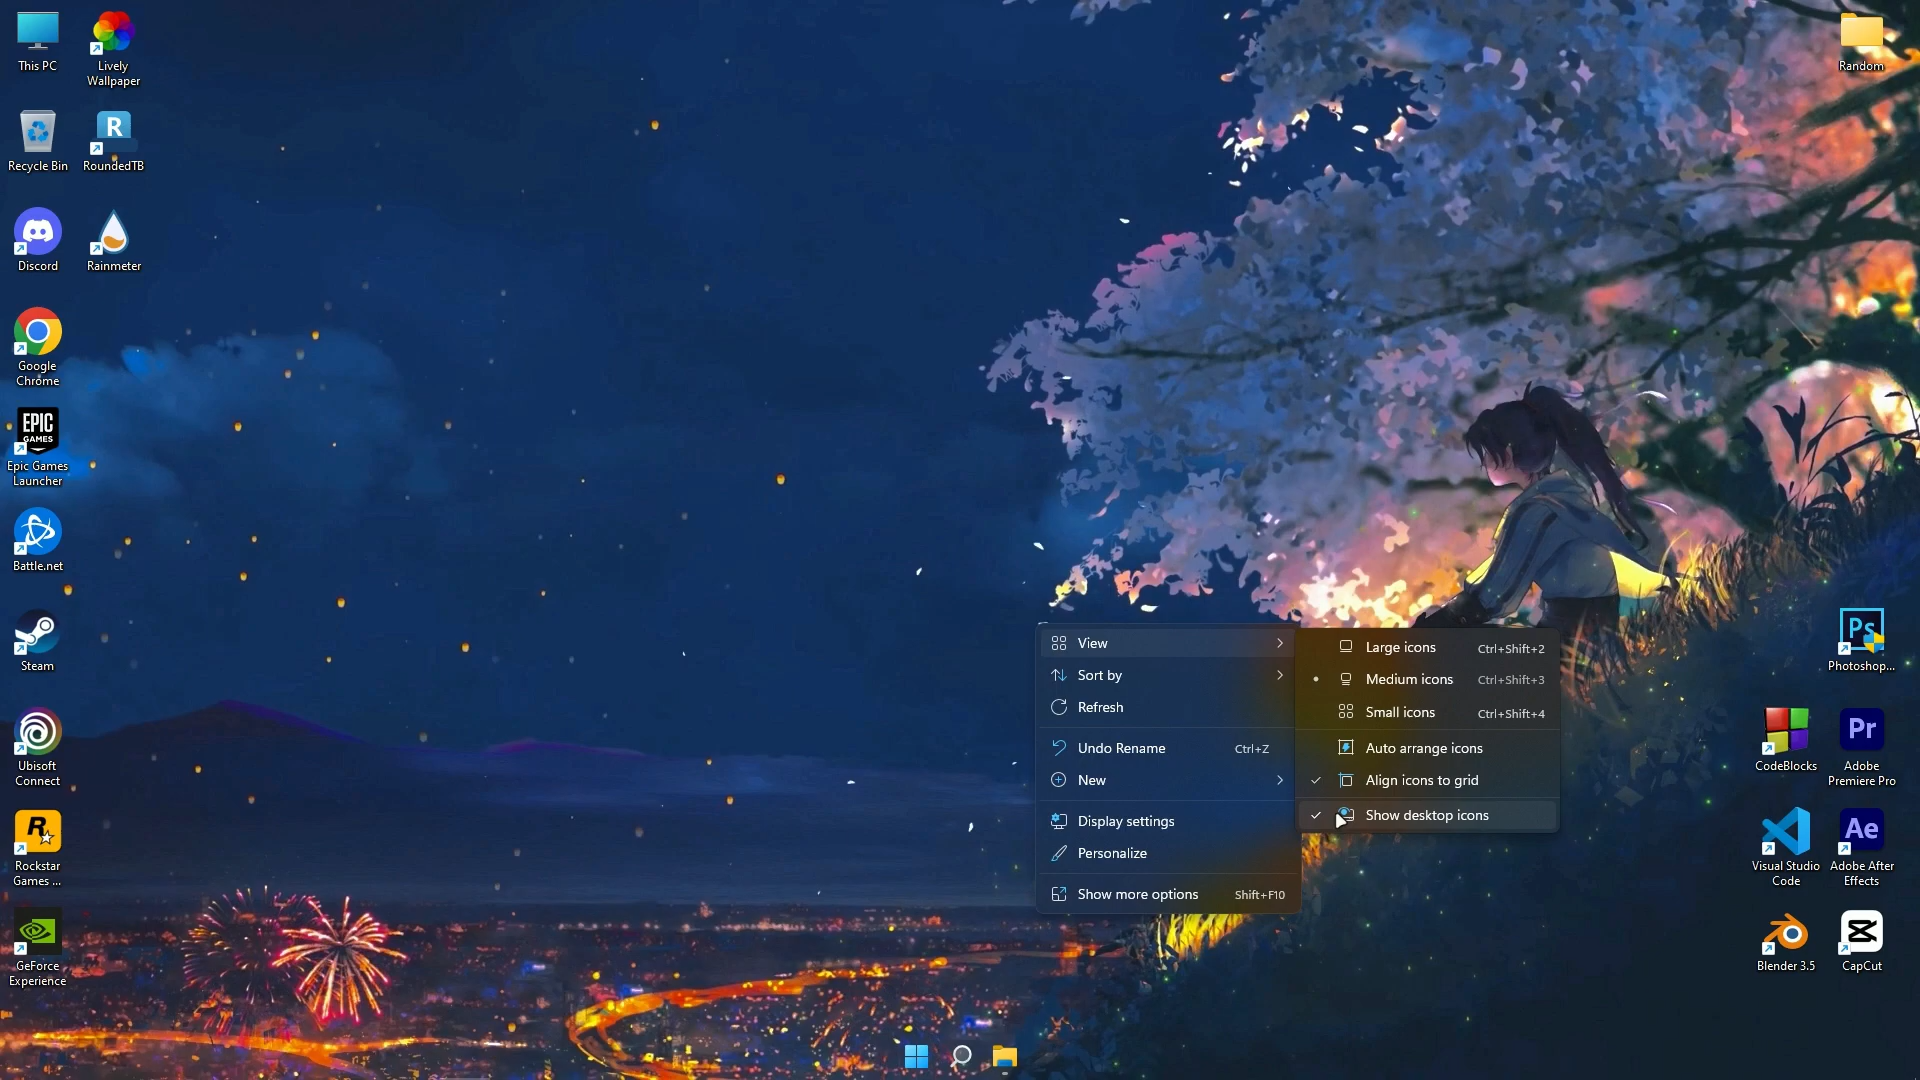 This PC
Lively
Wallpaper
Random
Recycle Bin
R
RoundedTB
Discord
Rainmeter
Google
Chrome
EPIC
GAMES
Epic Games
Launcher
Battle.net
Steam
Ubisoft
Connect
R
Rockstar
Games ...
GeForce
Experience
View
Sort by
Refresh
Undo Rename Ctrl+Z
New
Display settings
Personalize
Show more options Shift+F10
Large icons Ctrl+Shift+2
Medium icons Ctrl+Shift+3
Small icons Ctrl+Shift+4
Auto arrange icons
Align icons to grid
Show desktop icons
Ps
Photoshop...
CodeBlocks
Pr
Adobe
Premiere Pro
Visual Studio
Code
Ae
Adobe After
Effects
Blender 3.5
CapCut